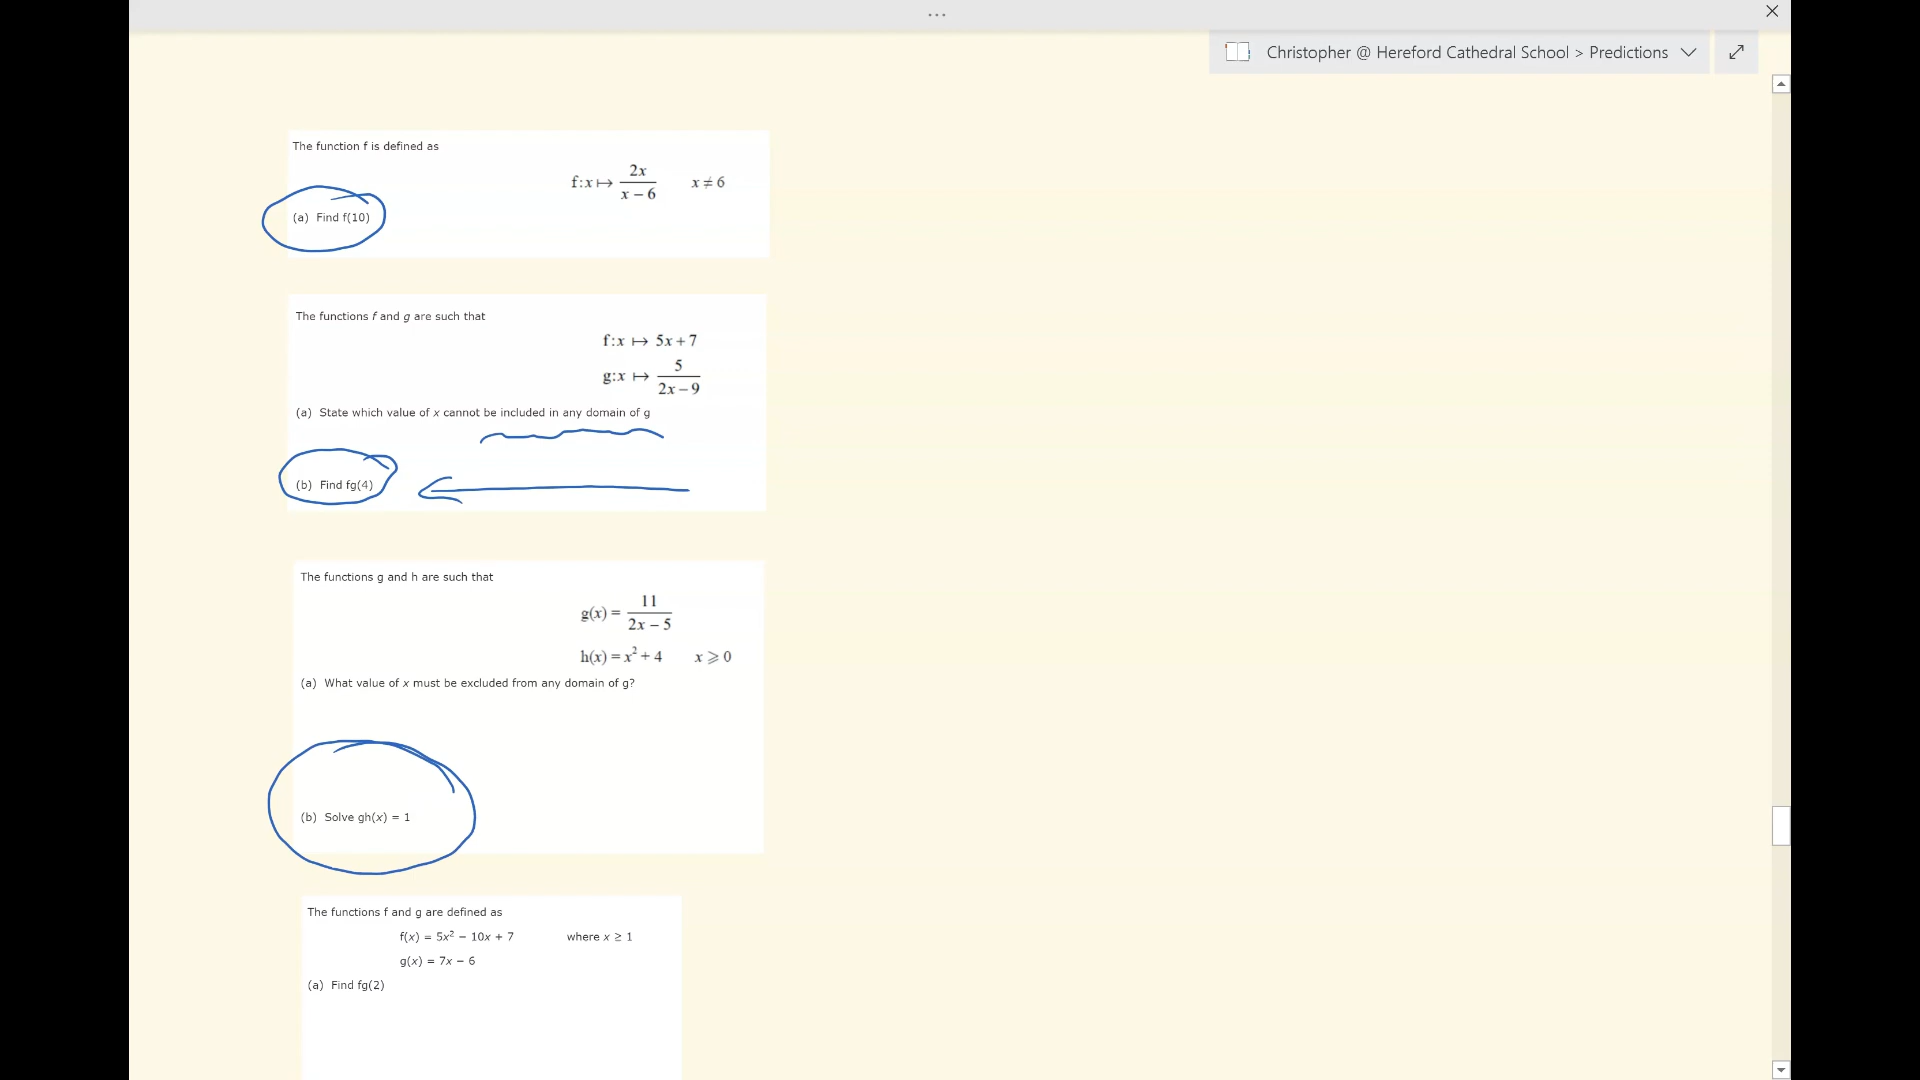 ...
Christopher @ Hereford Cathedral School > Predictions
The function f is defined as
f:x ↦ 2x / (x – 6)    x ≠ 6
(a) Find f(10)
The functions f and g are such that
f:x ↦ 5x + 7
g:x ↦ 5 / (2x – 9)
(a) State which value of x cannot be included in any domain of g
(b) Find fg(4)
The functions g and h are such that
g(x) = 11 / (2x – 5)
h(x) = x² + 4    x ⩾ 0
(a) What value of x must be excluded from any domain of g?
(b) Solve gh(x) = 1
The functions f and g are defined as
f(x) = 5x² – 10x + 7    where x ≥ 1
g(x) = 7x – 6
(a) Find fg(2)